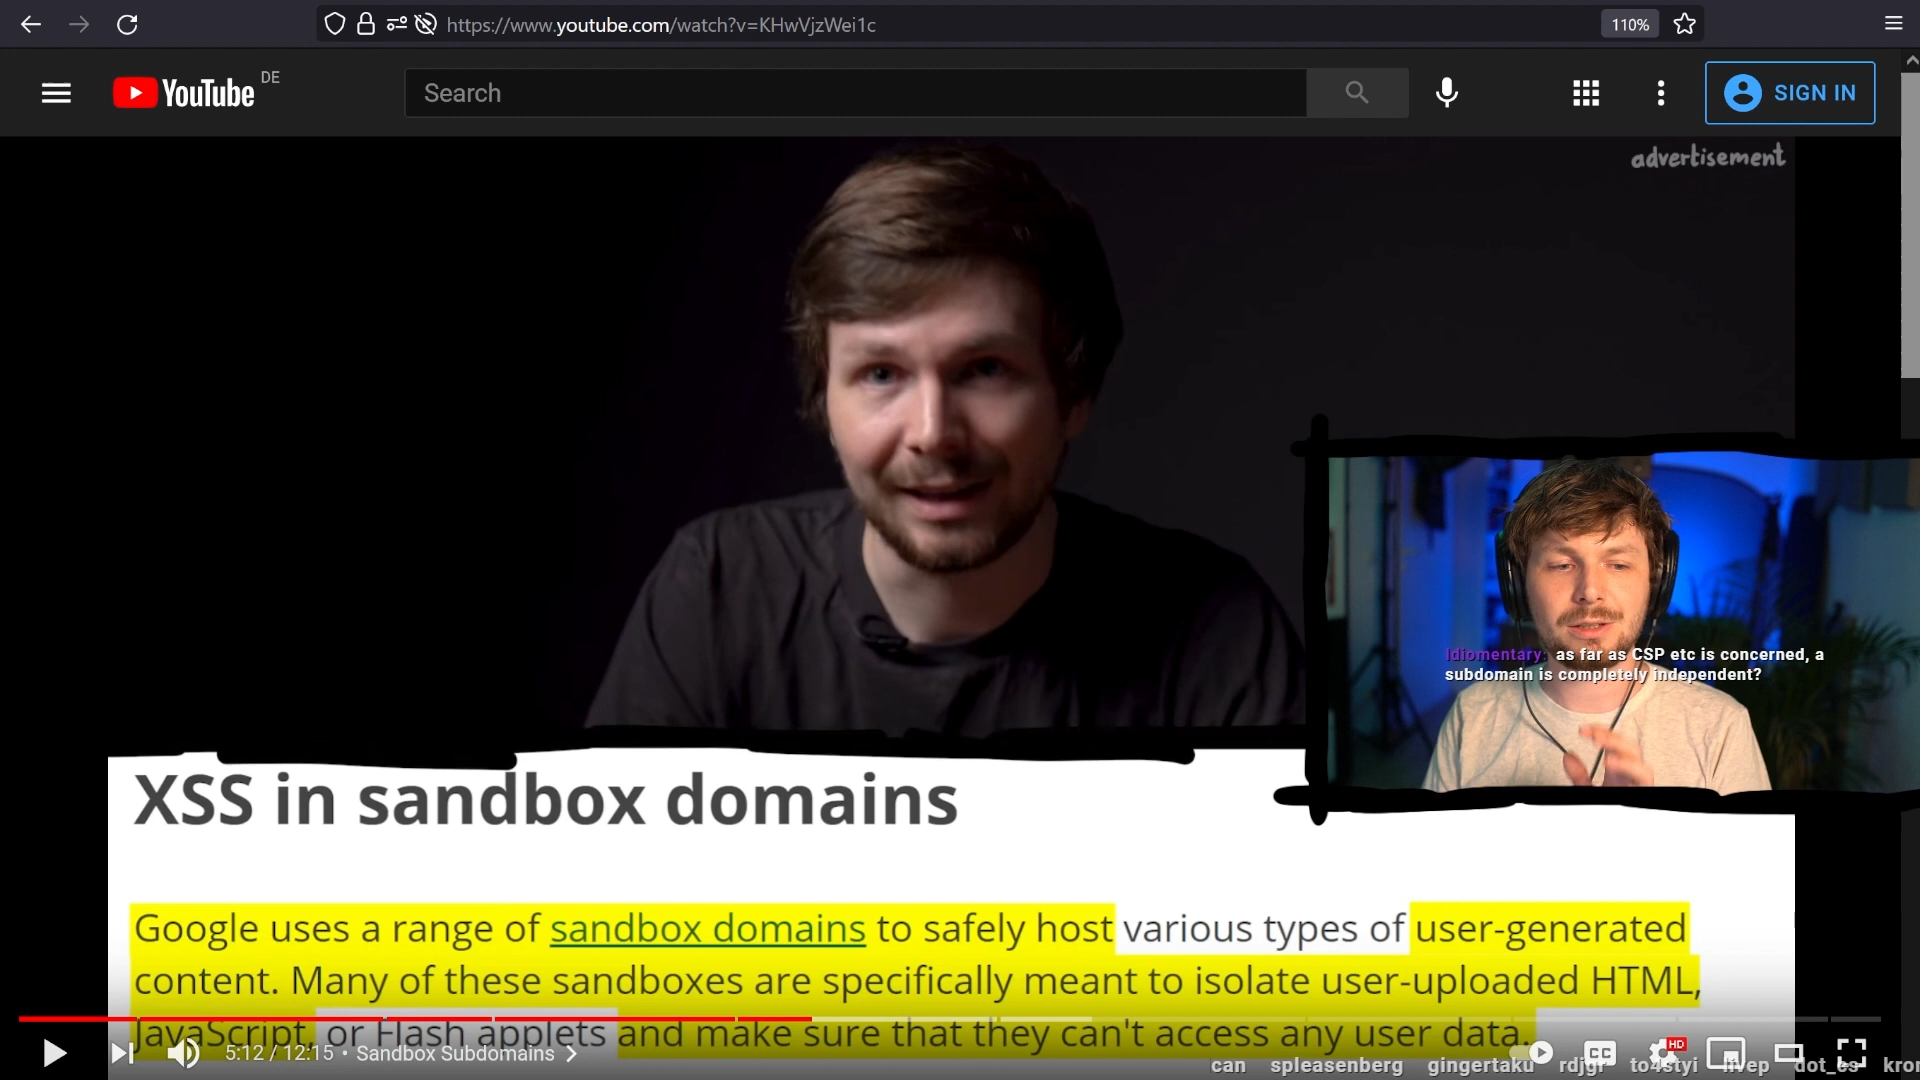 https://www.youtube.com/watch?v=KHwVjzWei1c
110%
YouTube DE
Search
SIGN IN
advertisement
Idiomentary: as far as CSP etc is concerned, a
subdomain is completely independent?
XSS in sandbox domains
Google uses a range of sandbox domains to safely host various types of user-generated
content. Many of these sandboxes are specifically meant to isolate user-uploaded HTML,
JavaScript, or Flash applets and make sure that they can't access any user data.
5:12 / 12:15 • Sandbox Subdomains
CC
HD
can spleasenberg gingertaku